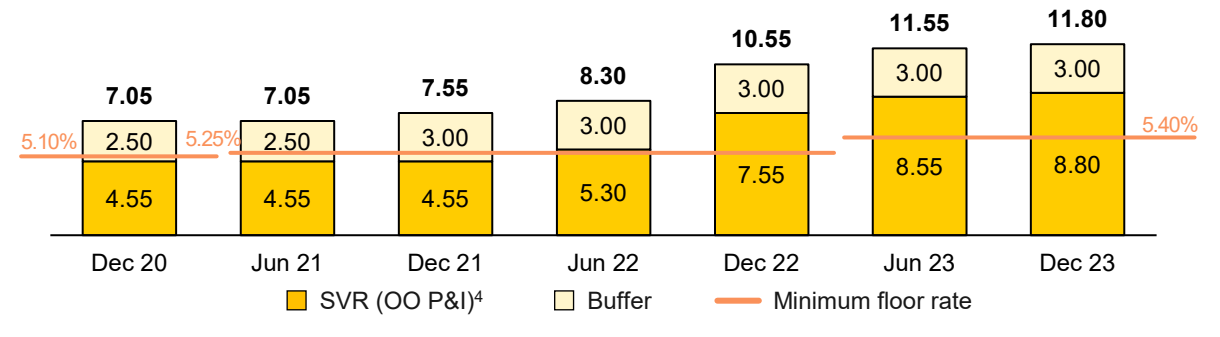 11.80
11.55
10.55
8.30
7.55
7.05 7.05
3.00 3.00
3.00
3.00
3.00
5.10% 2.50 5.25% 2.50
5.40%
4.55 4.55 4.55 5.30 7.55 8.55 8.80
Dec 20 Jun 21 Dec 21 Jun 22 Dec 22 Jun 23 Dec 23
SVR (OO P&I)⁴ Buffer Minimum floor rate